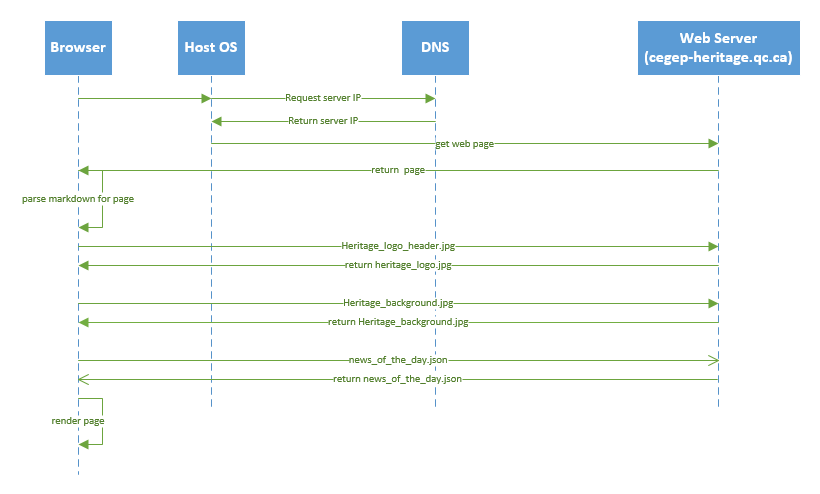 Browser
Host OS
DNS
Web Server
(cegep-heritage.qc.ca)
Request server IP
Return server IP
get web page
return page
parse markdown for page
Heritage_logo_header.jpg
return heritage_logo.jpg
Heritage_background.jpg
return Heritage_background.jpg
news_of_the_day.json
return news_of_the_day.json
render page